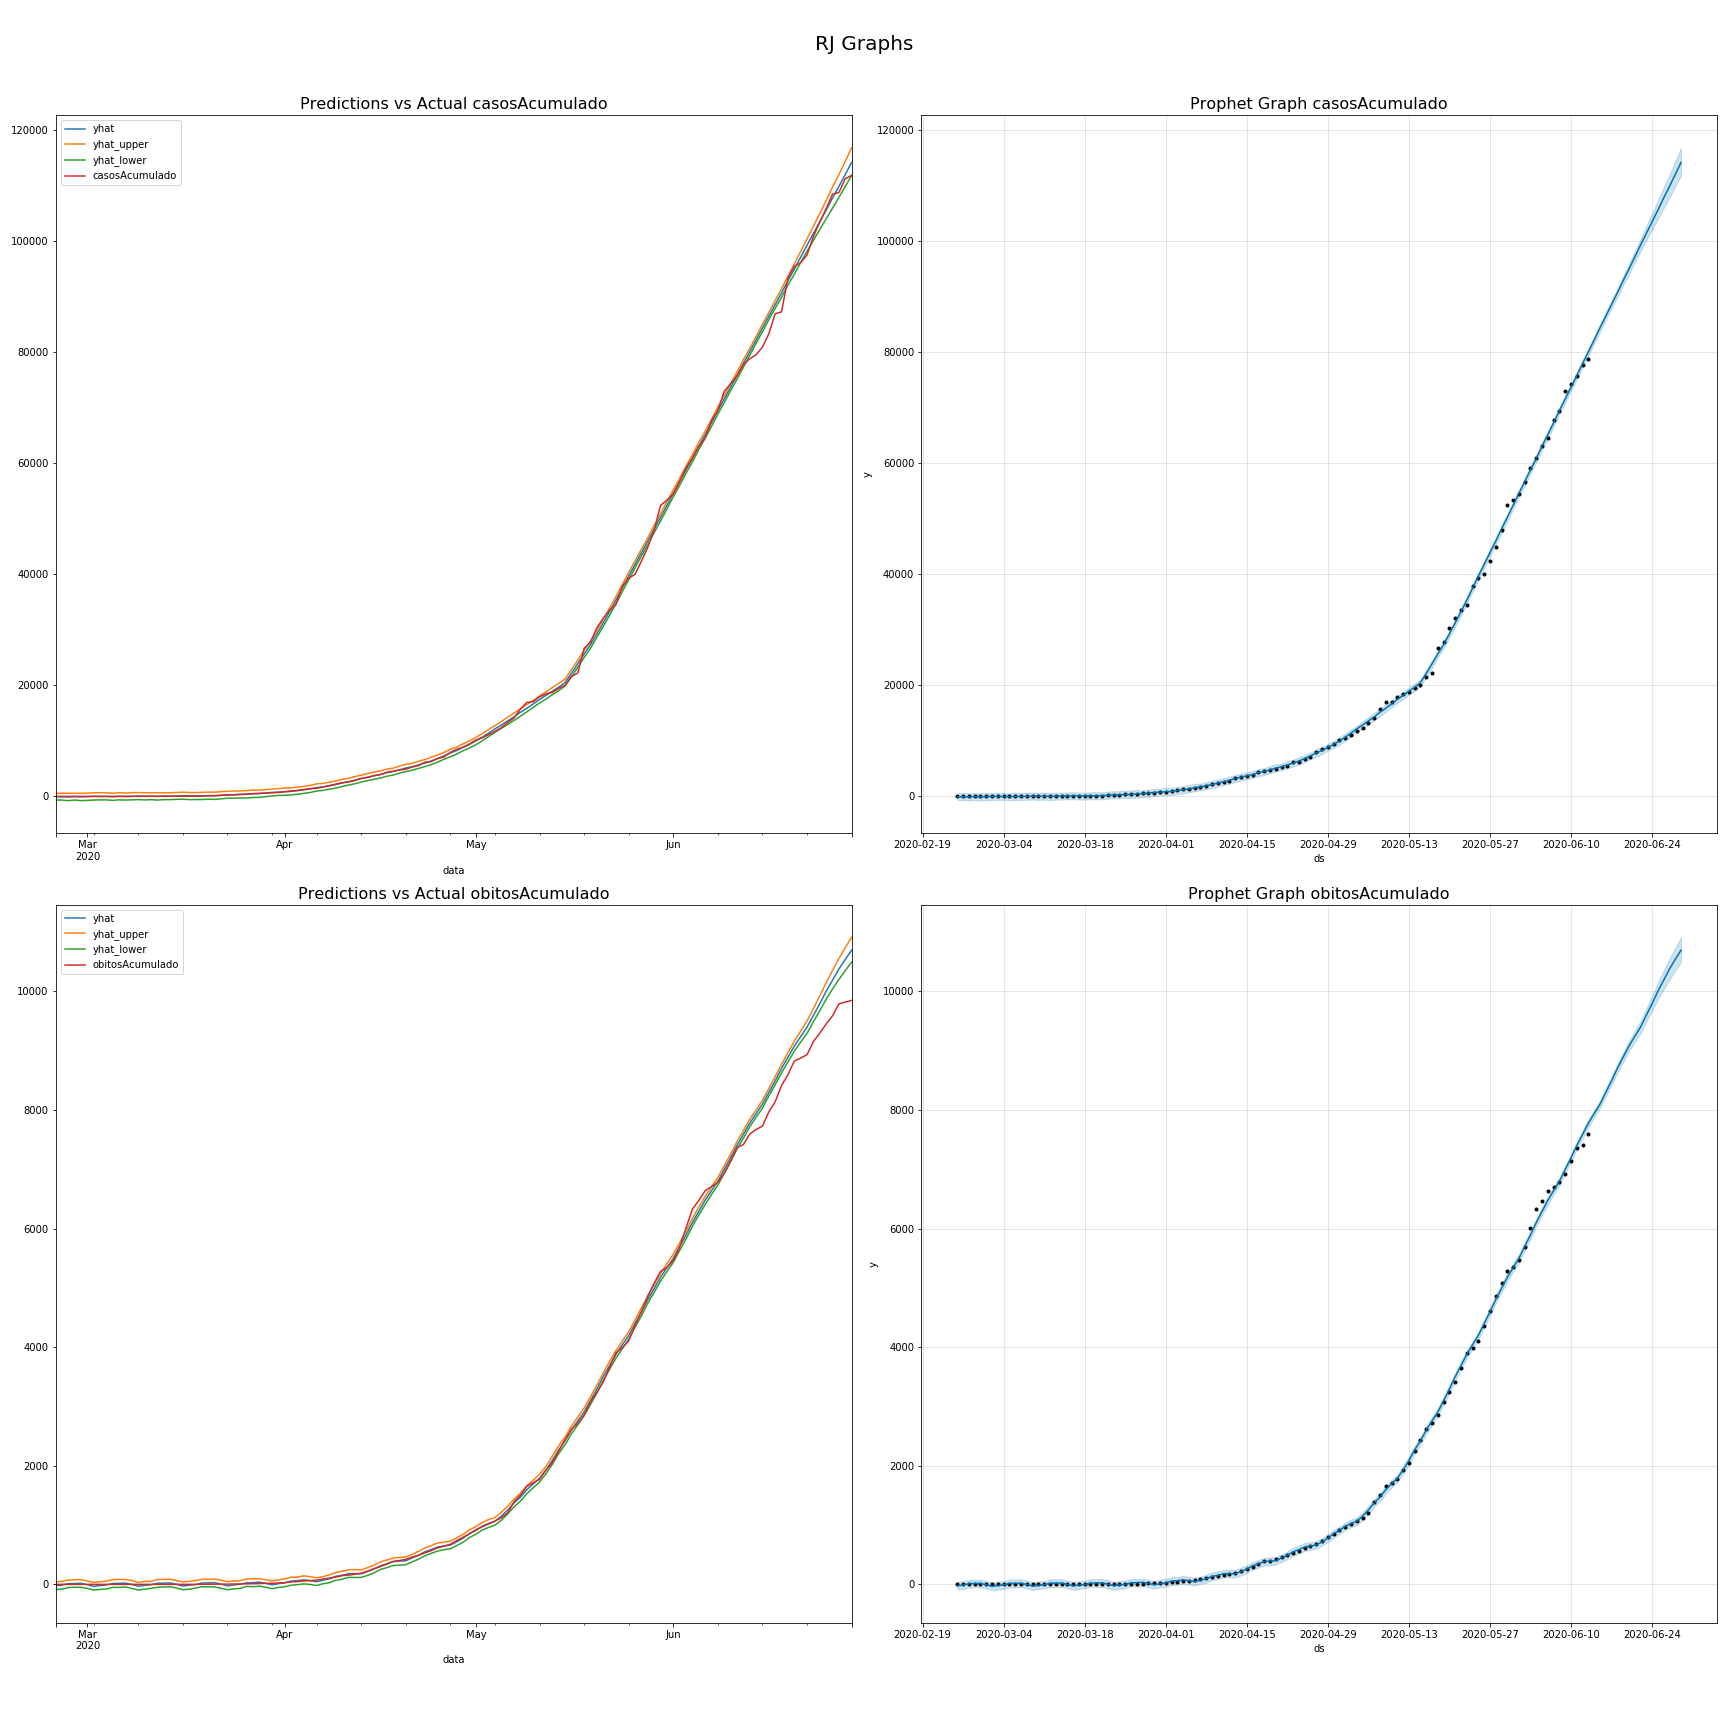 RJ Graphs
Predictions vs Actual casosAcumulado
120000
100000
80000
60000
40000
20000
0
yhat
yhat_upper
yhat_lower
casosAcumulado
Mar
2020
Apr
May
Jun
data
Prophet Graph casosAcumulado
120000
100000
80000
60000
40000
20000
0
y
2020-02-19
2020-03-04
2020-03-18
2020-04-01
2020-04-15
2020-04-29
2020-05-13
2020-05-27
2020-06-10
2020-06-24
ds
Predictions vs Actual obitosAcumulado
10000
8000
6000
4000
2000
0
yhat
yhat_upper
yhat_lower
obitosAcumulado
Mar
2020
Apr
May
Jun
data
Prophet Graph obitosAcumulado
10000
8000
6000
4000
2000
0
y
2020-02-19
2020-03-04
2020-03-18
2020-04-01
2020-04-15
2020-04-29
2020-05-13
2020-05-27
2020-06-10
2020-06-24
ds